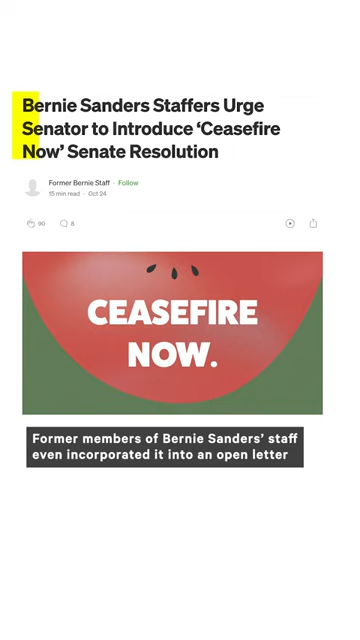 Bernie Sanders Staffers Urge
Senator to Introduce ‘Ceasefire
Now’ Senate Resolution
Former Bernie Staff · Follow
15 min read · Oct 24
90 8
CEASEFIRE
NOW.
Former members of Bernie Sanders’ staff
even incorporated it into an open letter